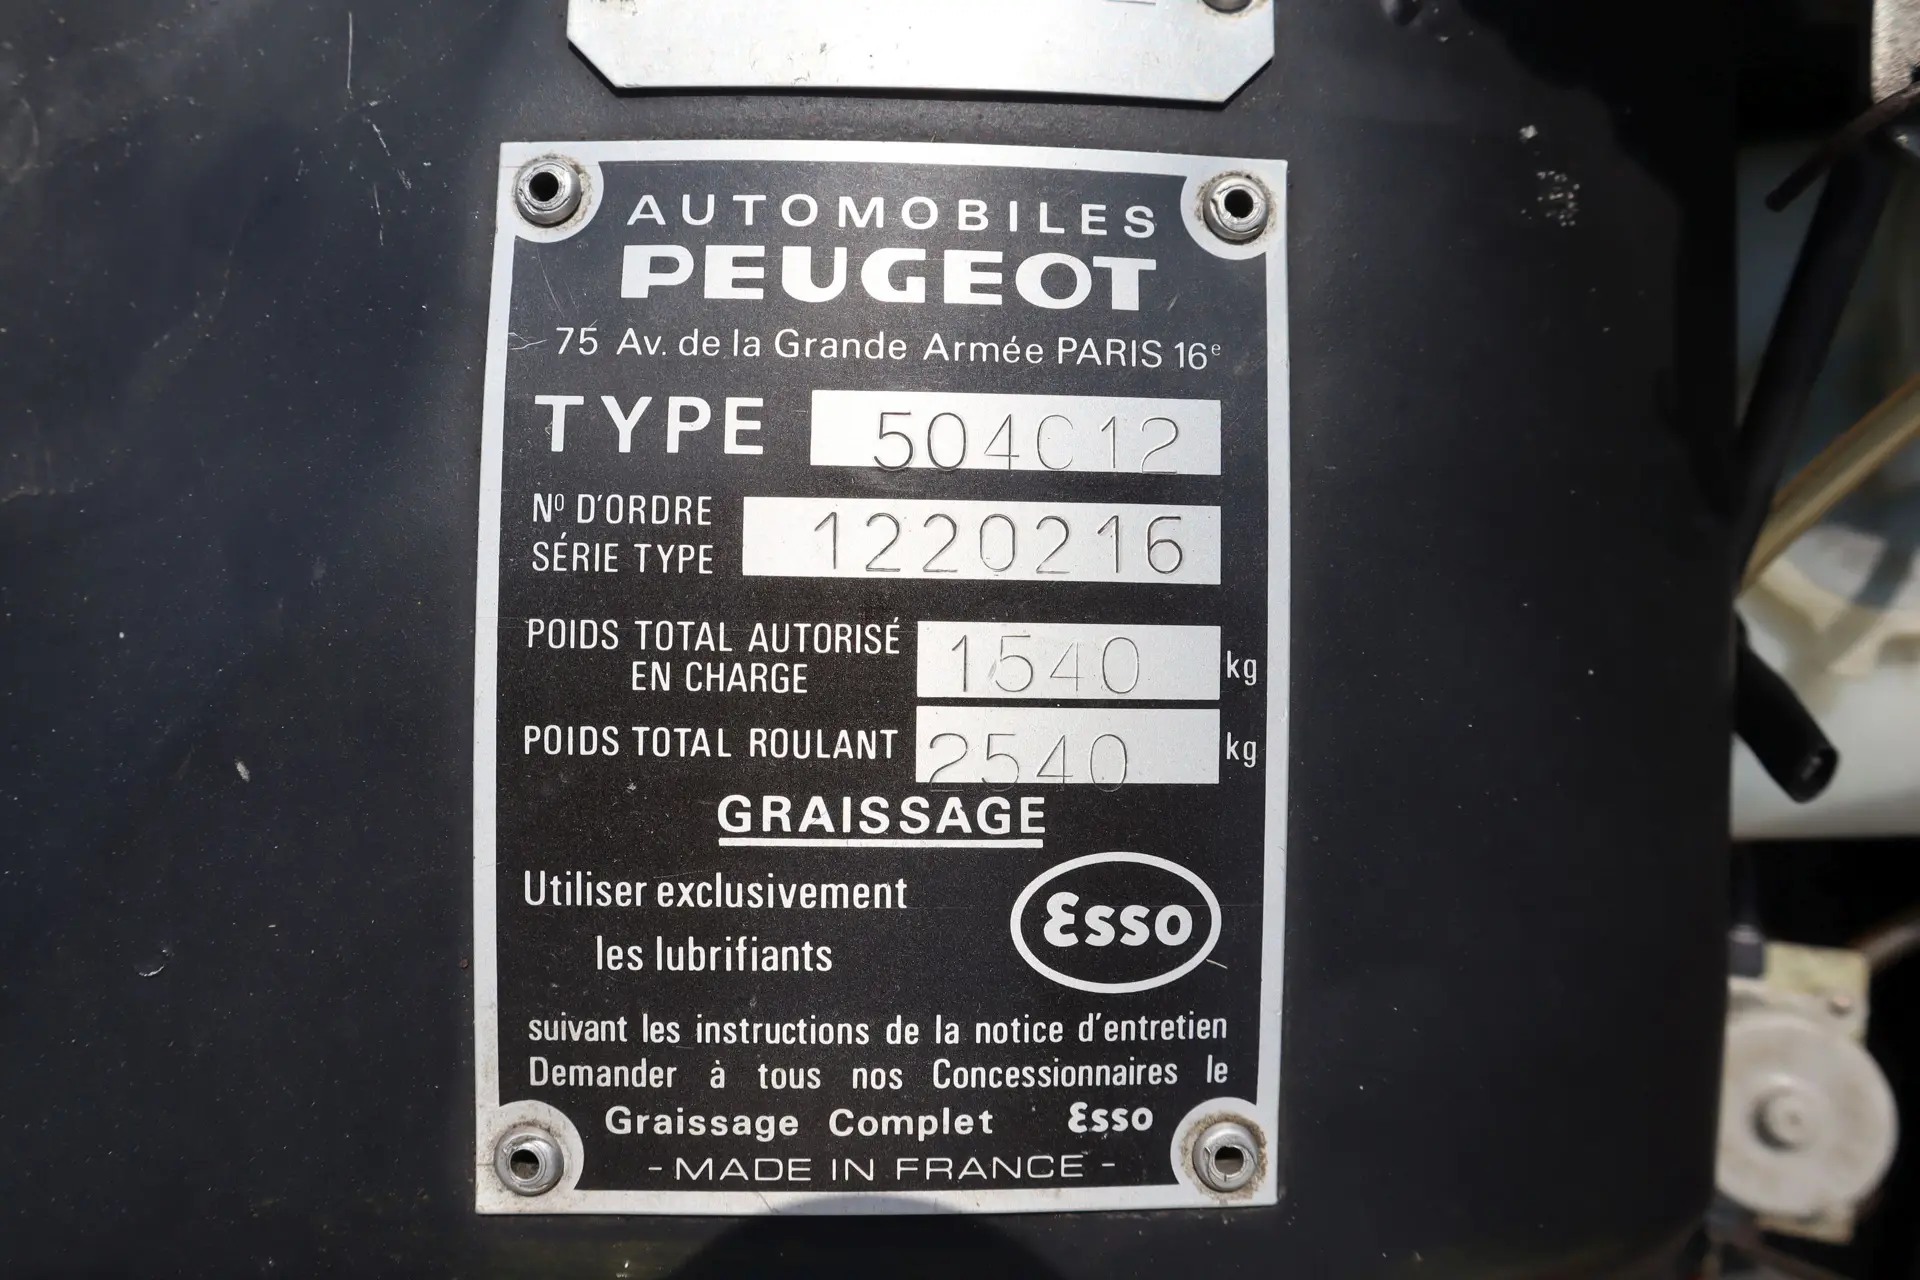 AUTOMOBILES
PEUGEOT
75 Av. de la Grande Armée PARIS 16e
TYPE 504C12
Nº D'ORDRE
SÉRIE TYPE 1220216
POIDS TOTAL AUTORISÉ
EN CHARGE 1540 kg
POIDS TOTAL ROULANT 2540 kg
GRAISSAGE
Utiliser exclusivement
les lubrifiants Esso
suivant les instructions de la notice d'entretien
Demander à tous nos Concessionnaires le
Graissage Complet Esso
- MADE IN FRANCE -